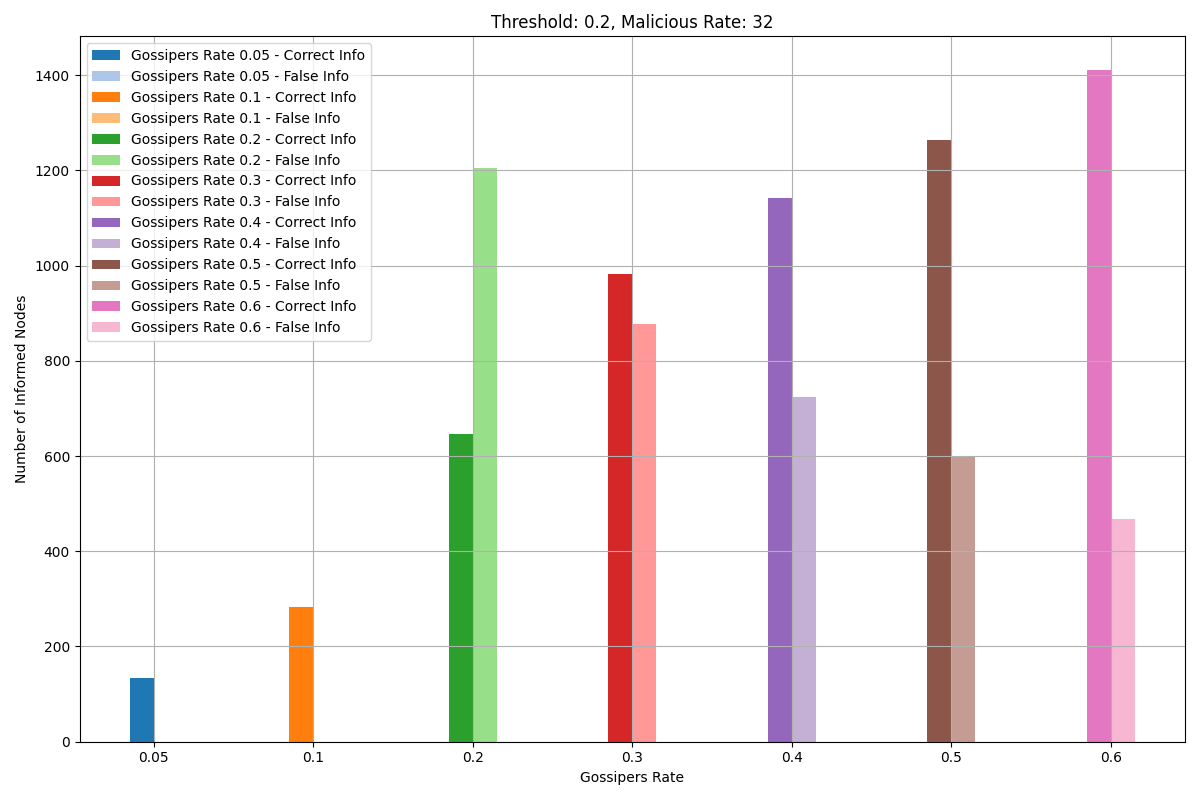 Threshold: 0.2, Malicious Rate: 32
Gossipers Rate 0.05 - Correct Info
Gossipers Rate 0.05 - False Info
Gossipers Rate 0.1 - Correct Info
Gossipers Rate 0.1 - False Info
Gossipers Rate 0.2 - Correct Info
Gossipers Rate 0.2 - False Info
Gossipers Rate 0.3 - Correct Info
Gossipers Rate 0.3 - False Info
Gossipers Rate 0.4 - Correct Info
Gossipers Rate 0.4 - False Info
Gossipers Rate 0.5 - Correct Info
Gossipers Rate 0.5 - False Info
Gossipers Rate 0.6 - Correct Info
Gossipers Rate 0.6 - False Info
Number of Informed Nodes
1400
1200
1000
800
600
400
200
0
0.05 0.1 0.2 0.3 0.4 0.5 0.6
Gossipers Rate